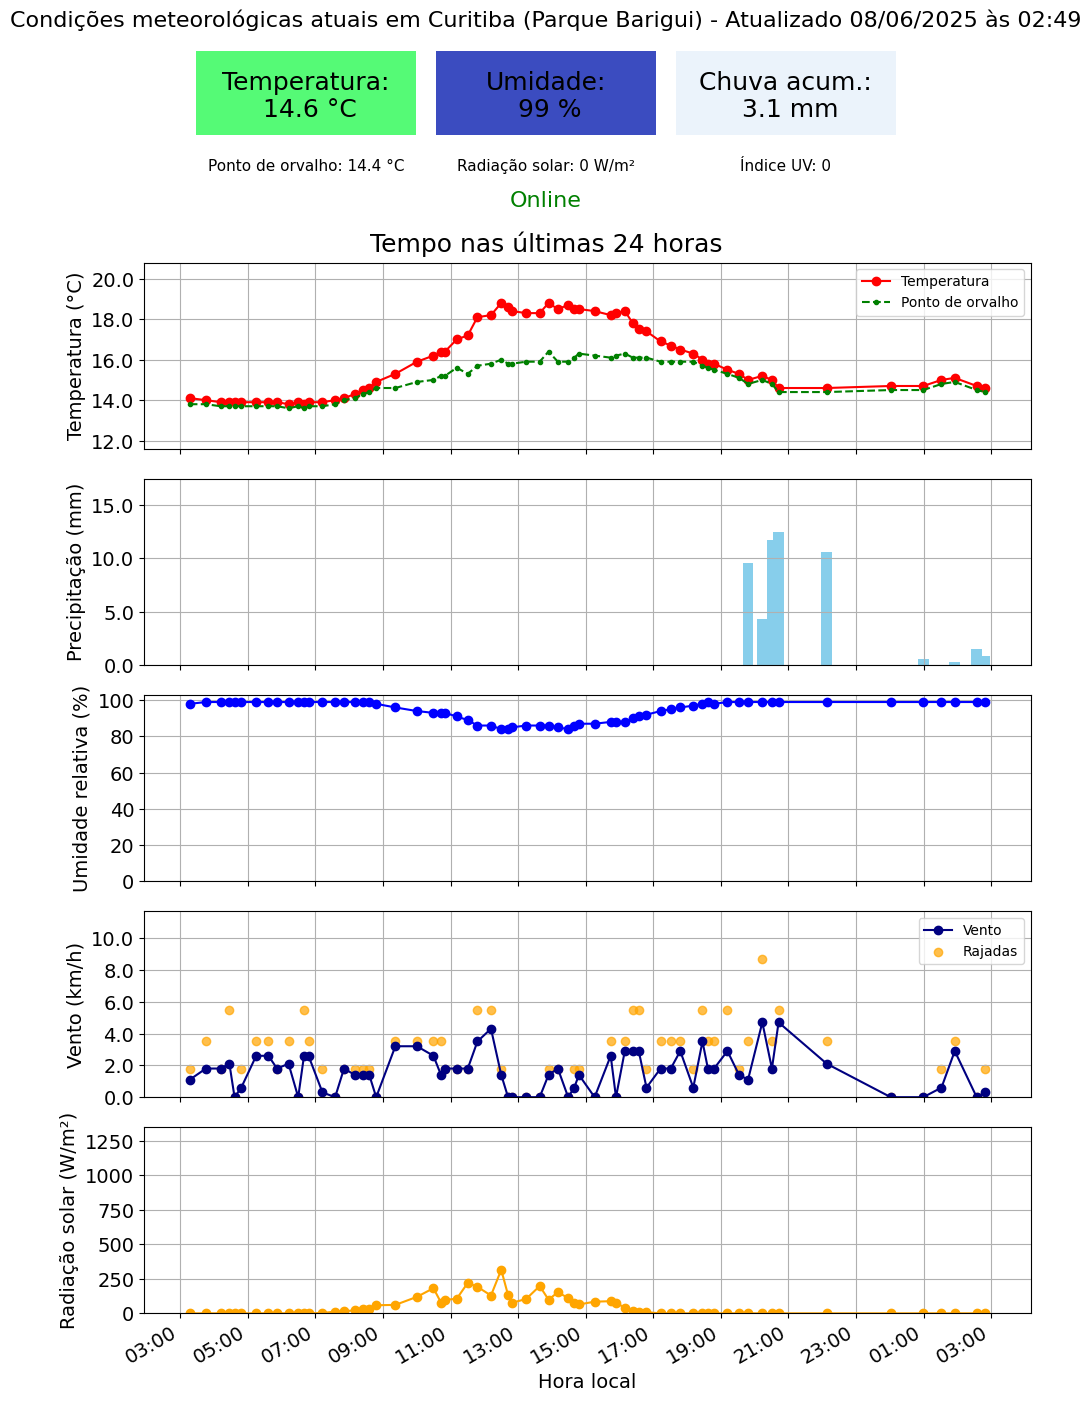 Condições meteorológicas atuais em Curitiba (Parque Barigui) - Atualizado 08/06/2025 às 02:49
Temperatura:
14.6 °C
Umidade:
99 %
Chuva acum.:
3.1 mm
Ponto de orvalho: 14.4 °C
Radiação solar: 0 W/m²
Índice UV: 0
Online
Tempo nas últimas 24 horas
Temperatura (°C)
20.0
18.0
16.0
14.0
12.0
Temperatura
Ponto de orvalho
Precipitação (mm)
15.0
10.0
5.0
0.0
Umidade relativa (%)
100
80
60
40
20
0
Vento (km/h)
10.0
8.0
6.0
4.0
2.0
0.0
Vento
Rajadas
Radiação solar (W/m²)
1250
1000
750
500
250
0
03:00
05:00
07:00
09:00
11:00
13:00
15:00
17:00
19:00
21:00
23:00
01:00
03:00
Hora local